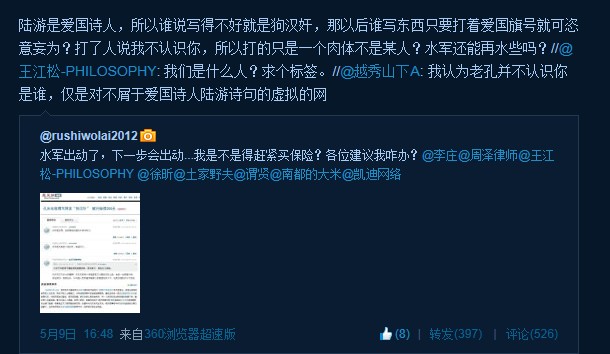 陆游是爱国诗人，所以谁说写得不好就是狗汉奸，那以后谁写东西只要打着爱国旗号就可恣
意妄为？打了人说我不认识你，所以打的只是一个肉体不是某人？水军还能再水些吗？//@
王江松-PHILOSOPHY: 我们是什么人？求个标签。//@越秀山下A: 我认为老孔并不认识你
是谁，仅是对不屑于爱国诗人陆游诗句的虚拟的网
@rushiwolai2012
水军出动了，下一步会出动...我是不是得赶紧买保险？各位建议我咋办？@李庄@周泽律师@王江
松-PHILOSOPHY @徐昕@土家野夫@谓贤@南都的大米@凯迪网络
5月9日 16:48 来自360浏览器超速版 (8) | 转发(397) | 评论(526)